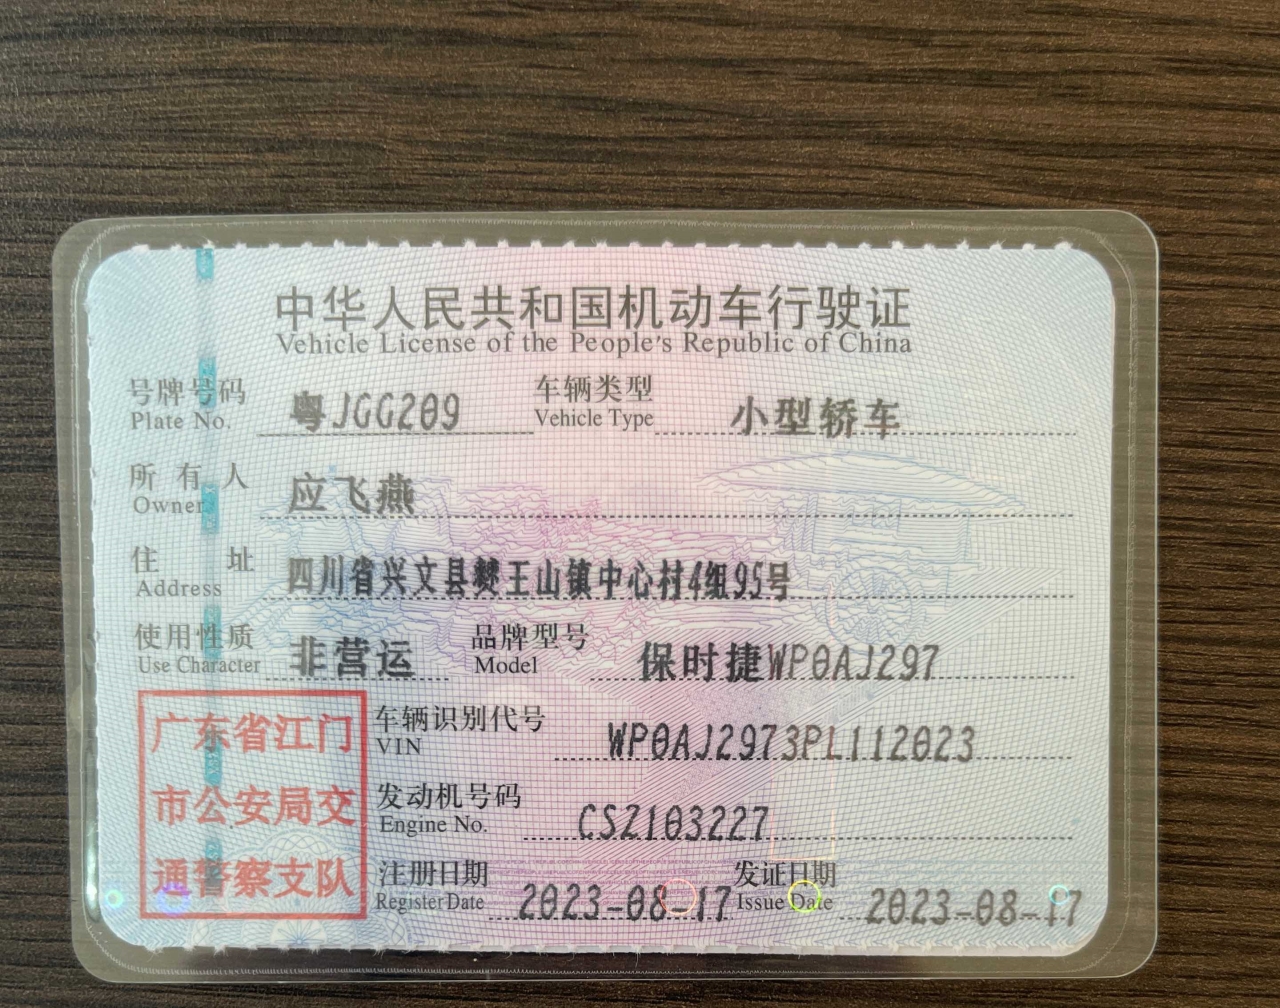 中华人民共和国机动车行驶证
Vehicle License of the People's Republic of China
号牌号码 粤JGG209 车辆类型 小型轿车
Plate No. Vehicle Type
所有人 应飞燕
Owner
住址 四川省兴文县僰王山镇中心村4组95号
Address
使用性质 非营运 品牌型号 保时捷WP0AJ297
Use Character Model
广东省江门
市公安局交
通警察支队
车辆识别代号 WP0AJ2973PL112023
VIN
发动机号码 CSZ103227
Engine No.
注册日期 2023-08-17 发证日期 2023-08-17
Register Date Issue Date